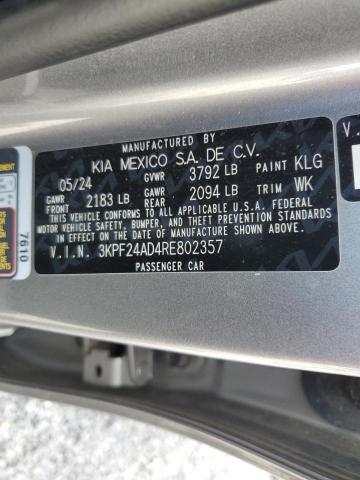 MANUFACTURED BY
KIA MEXICO S.A. DE C.V.
05/24 GVWR 3792 LB PAINT KLG
GAWR 2183 LB GAWR 2094 LB TRIM WK
THIS VEHICLE CONFORMS TO ALL APPLICABLE U.S.A. FEDERAL
MOTOR VEHICLE SAFETY, BUMPER, AND THEFT PREVENTION STANDARDS
IN EFFECT ON THE DATE OF MANUFACTURE SHOWN ABOVE.
V.I.N. 3KPF24AD4RE802357
PASSENGER CAR
7610
V